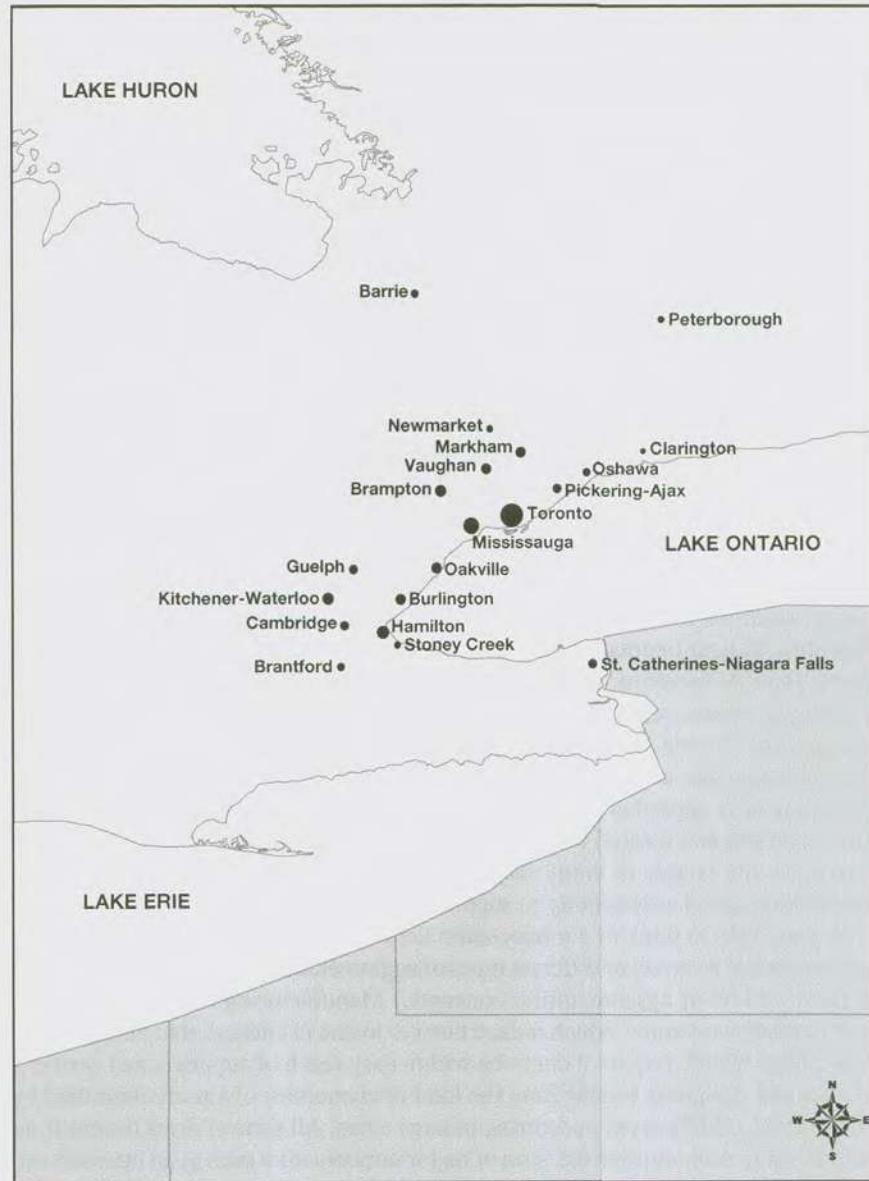 LAKE HURON
Barrie
Peterborough
Newmarket
Markham
Clarington
Vaughan
Oshawa
Brampton
Pickering-Ajax
Toronto
Mississauga
LAKE ONTARIO
Guelph
Oakville
Kitchener-Waterloo
Burlington
Cambridge
Hamilton
Stoney Creek
Brantford
St. Catherines-Niagara Falls
LAKE ERIE
N
W E
S